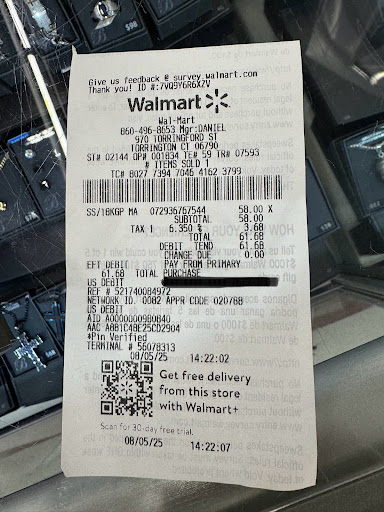 Give us feedback @ survey.walmart.com
Thank you! ID #:7VQ9Y6R6XZV
Walmart
Wal-Mart
860-496-8653 Mgr:DANIEL
970 TORRINGFORD ST
TORRINGTON CT 06790
ST# 02144 OP# 001834 TE# 59 TR# 07593
# ITEMS SOLD 1
TC# 8027 7394 7046 4162 3799
SS/18KGP MA 072936767544 58.00 X
SUBTOTAL 58.00
TAX 1 6.350 % 3.68
TOTAL 61.68
DEBIT TEND 61.68
CHANGE DUE 0.00
EFT DEBIT PAY FROM PRIMARY
61.68 TOTAL PURCHASE
US DEBIT
REF # 521740084972
NETWORK ID. 0082 APPR CODE 020768
US DEBIT
AID A0000000980840
AAC A8B1C4BE25CD2904
*Pin Verified
TERMINAL # 56078313
08/05/25 14:22:02
Get free delivery
from this store
with Walmart+
Scan for 30-day free trial.
08/05/25 14:22:07